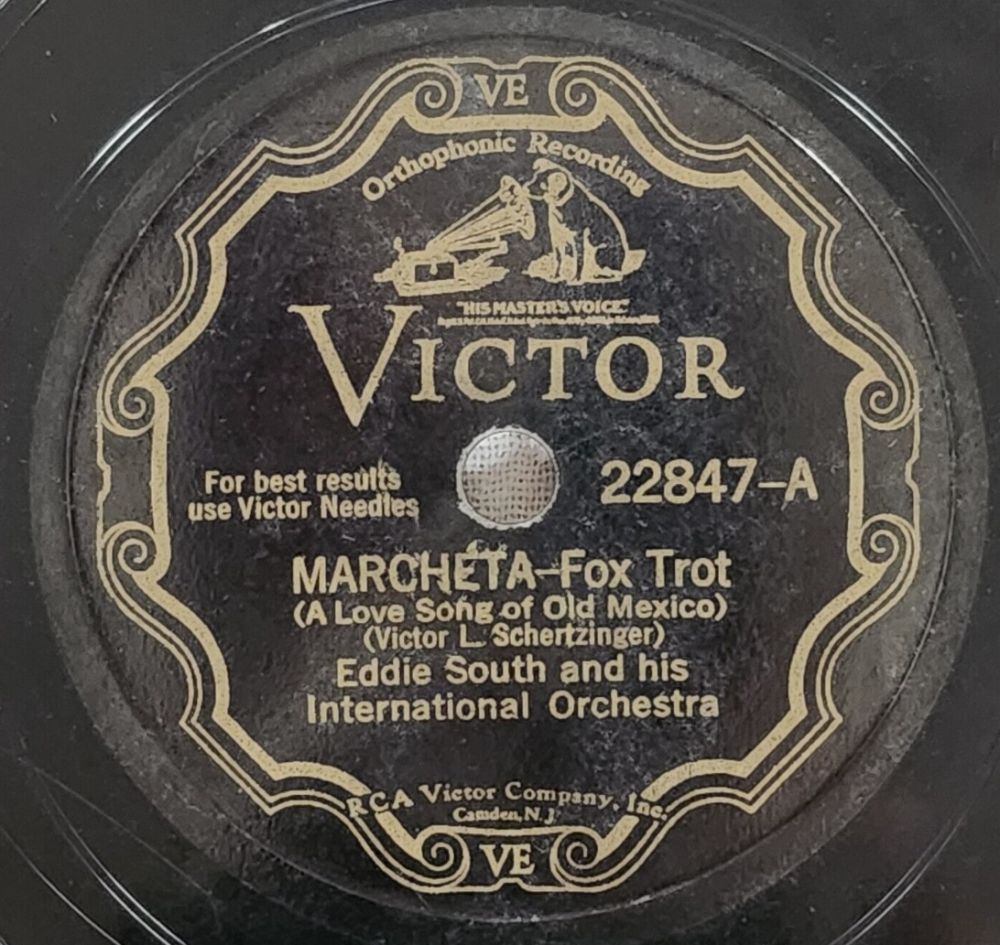 VE
Orthophonic Recording
"HIS MASTER'S VOICE"
VICTOR
For best results
use Victor Needles
22847-A
MARCHÉTA-Fox Trot
(A Love Song of Old Mexico)
(Victor L. Schertzinger)
Eddie South and his
International Orchestra
RCA Victor Company, Inc.
Camden, N.J.
VE